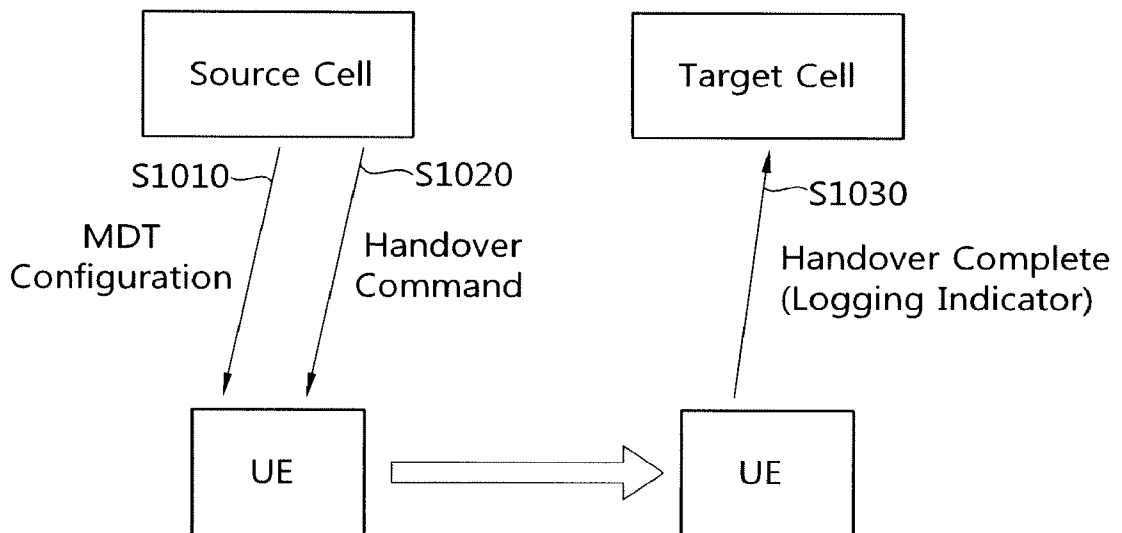 Source Cell
Target Cell
S1010
S1020
S1030
MDT
Configuration
Handover
Command
Handover Complete
(Logging Indicator)
UE
UE